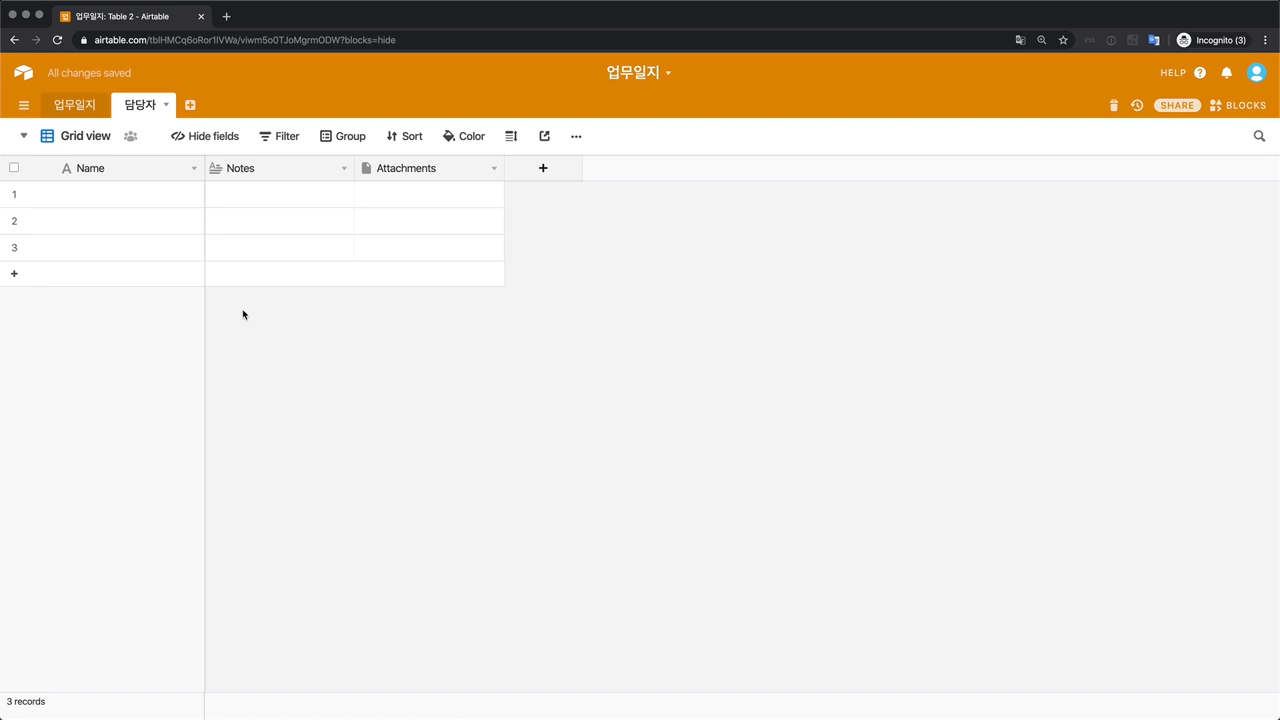 업 업무일지: Table 2 - Airtable
airtable.com/tblHMCq6oRor1IVWa/viwm5o0TJoMgrmODW?blocks=hide
Incognito (3)
All changes saved
업무일지
HELP
업무일지
담당자
SHARE
BLOCKS
Grid view
Hide fields
Filter
Group
Sort
Color
Name
Notes
Attachments
1
2
3
3 records